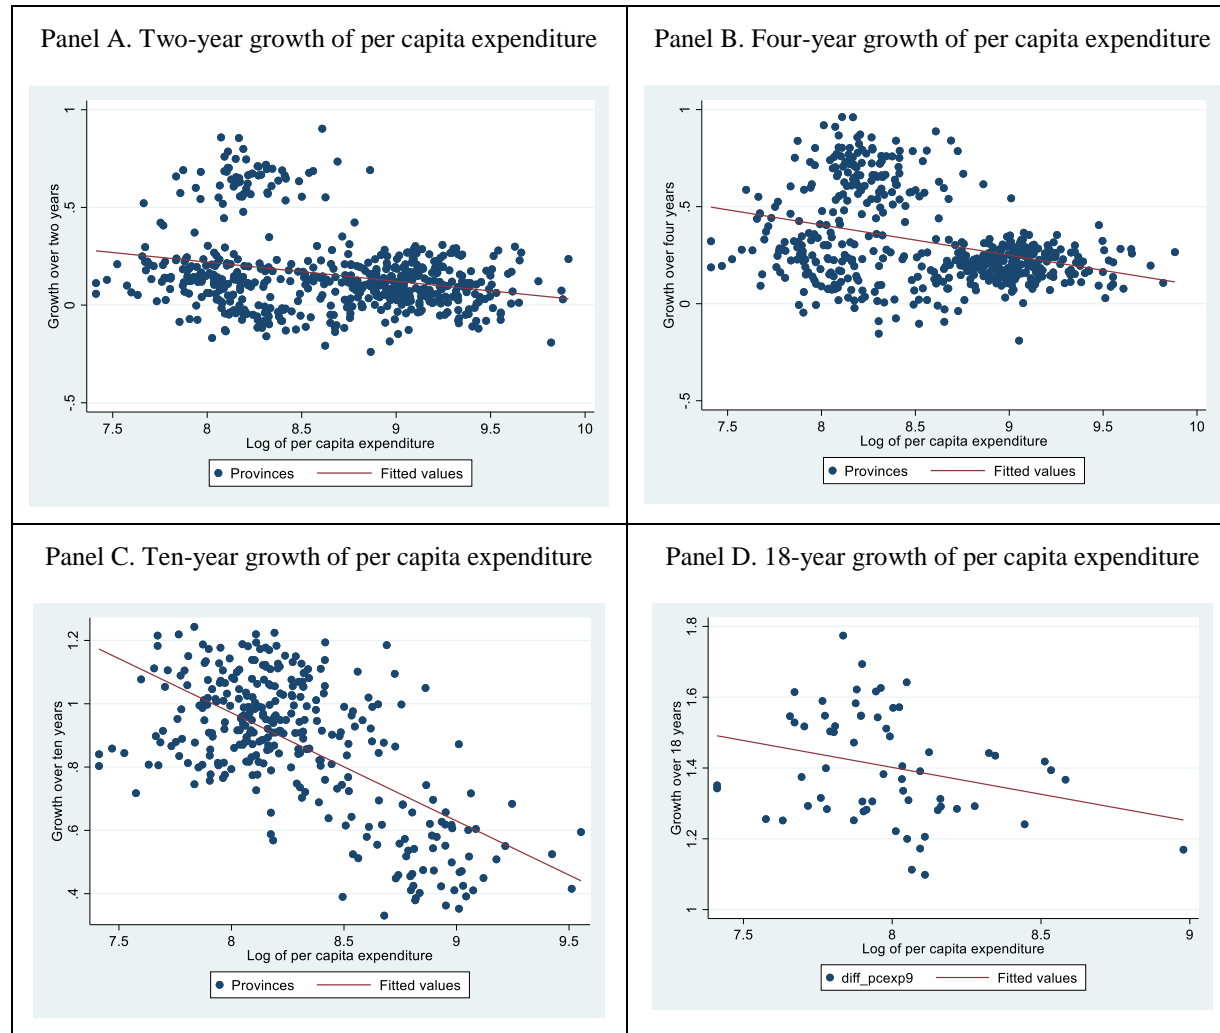 Panel A. Two-year growth of per capita expenditure
Growth over two years
1
.5
0
-.5
7.5 8 8.5 9 9.5 10
Log of per capita expenditure
Provinces Fitted values
Panel B. Four-year growth of per capita expenditure
Growth over four years
1
.5
0
-.5
7.5 8 8.5 9 9.5 10
Log of per capita expenditure
Provinces Fitted values
Panel C. Ten-year growth of per capita expenditure
Growth over ten years
1.2
1
.8
.6
.4
7.5 8 8.5 9 9.5
Log of per capita expenditure
Provinces Fitted values
Panel D. 18-year growth of per capita expenditure
Growth over 18 years
1.8
1.6
1.4
1.2
1
7.5 8 8.5 9
Log of per capita expenditure
diff_pcexp9 Fitted values